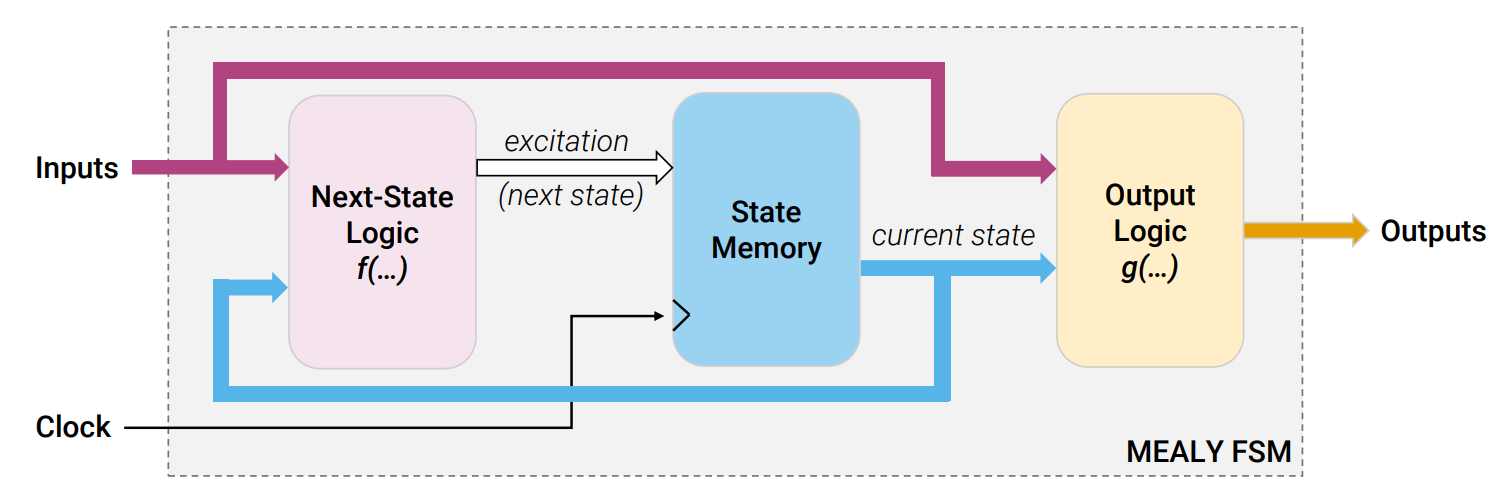 Inputs
Next-State
Logic
f(...)
excitation
(next state)
State
Memory
current state
Output
Logic
g(...)
Outputs
Clock
MEALY FSM